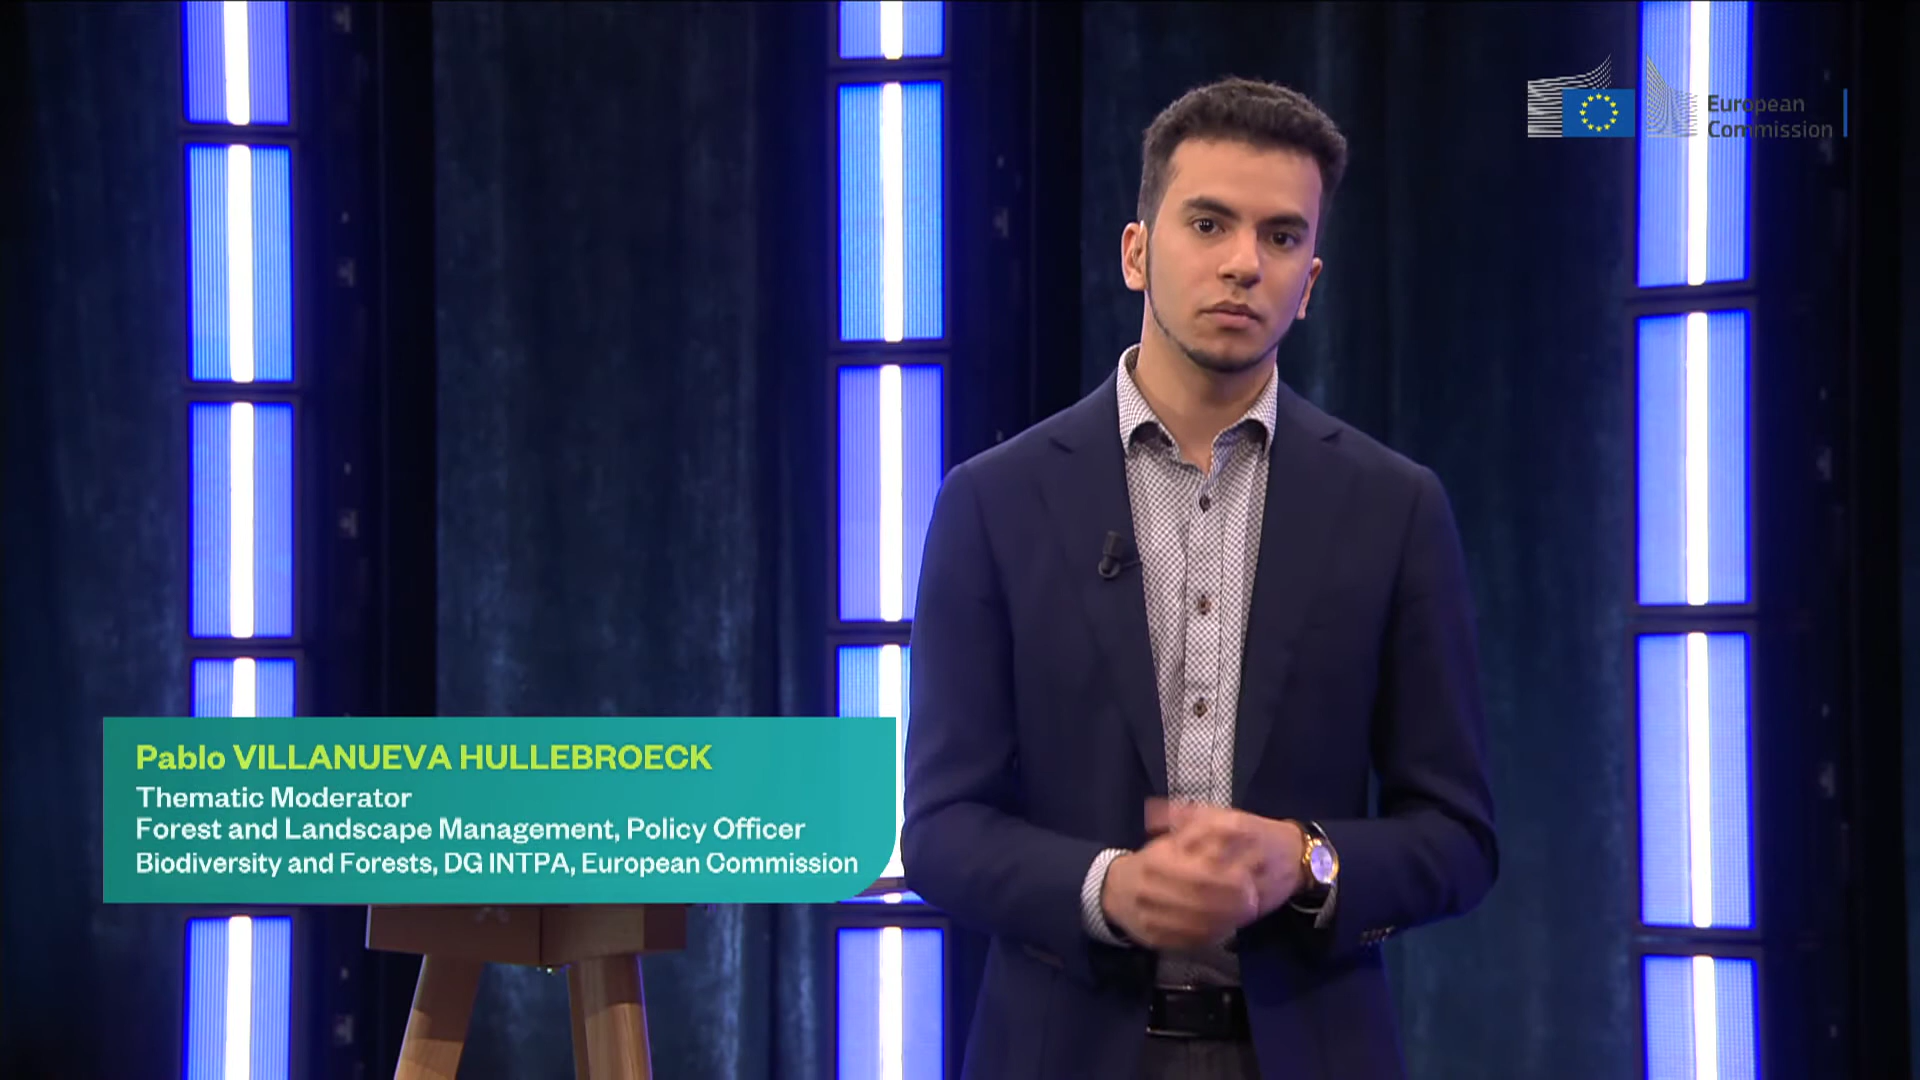 European
Commission
Pablo VILLANUEVA HULLEBROECK
Thematic Moderator
Forest and Landscape Management, Policy Officer
Biodiversity and Forests, DG INTPA, European Commission